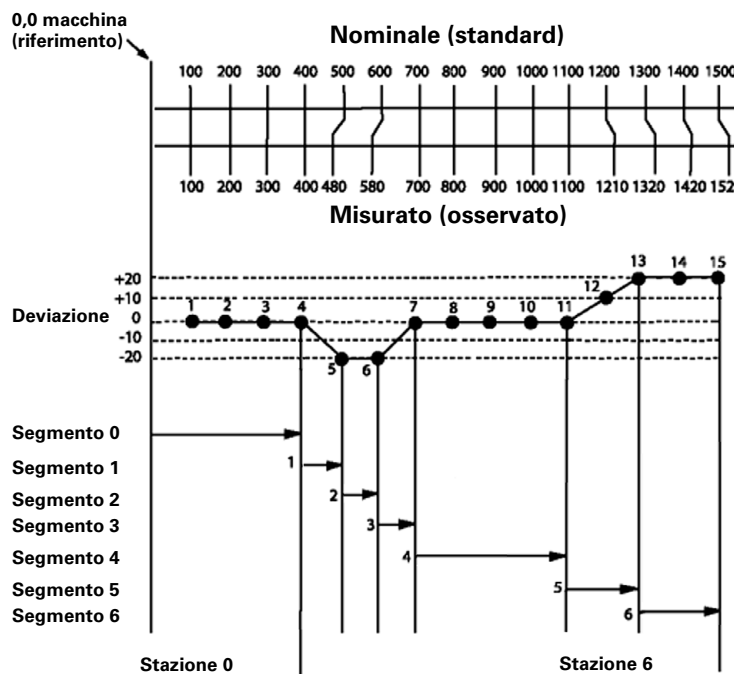 0,0 macchina
(riferimento)
Nominale (standard)
100 200 300 400 500 600 700 800 900 1000 1100 1200 1300 1400 1500
100 200 300 400 480 580 700 800 900 1000 1100 1210 1320 1420 152
Misurato (osservato)
Deviazione
+20
+10
0
-10
-20
1 2 3 4 5 6 7 8 9 10 11 12 13 14 15
Segmento 0
Segmento 1
1
Segmento 2
2
Segmento 3
3
Segmento 4
4
Segmento 5
5
Segmento 6
6
Stazione 0
Stazione 6